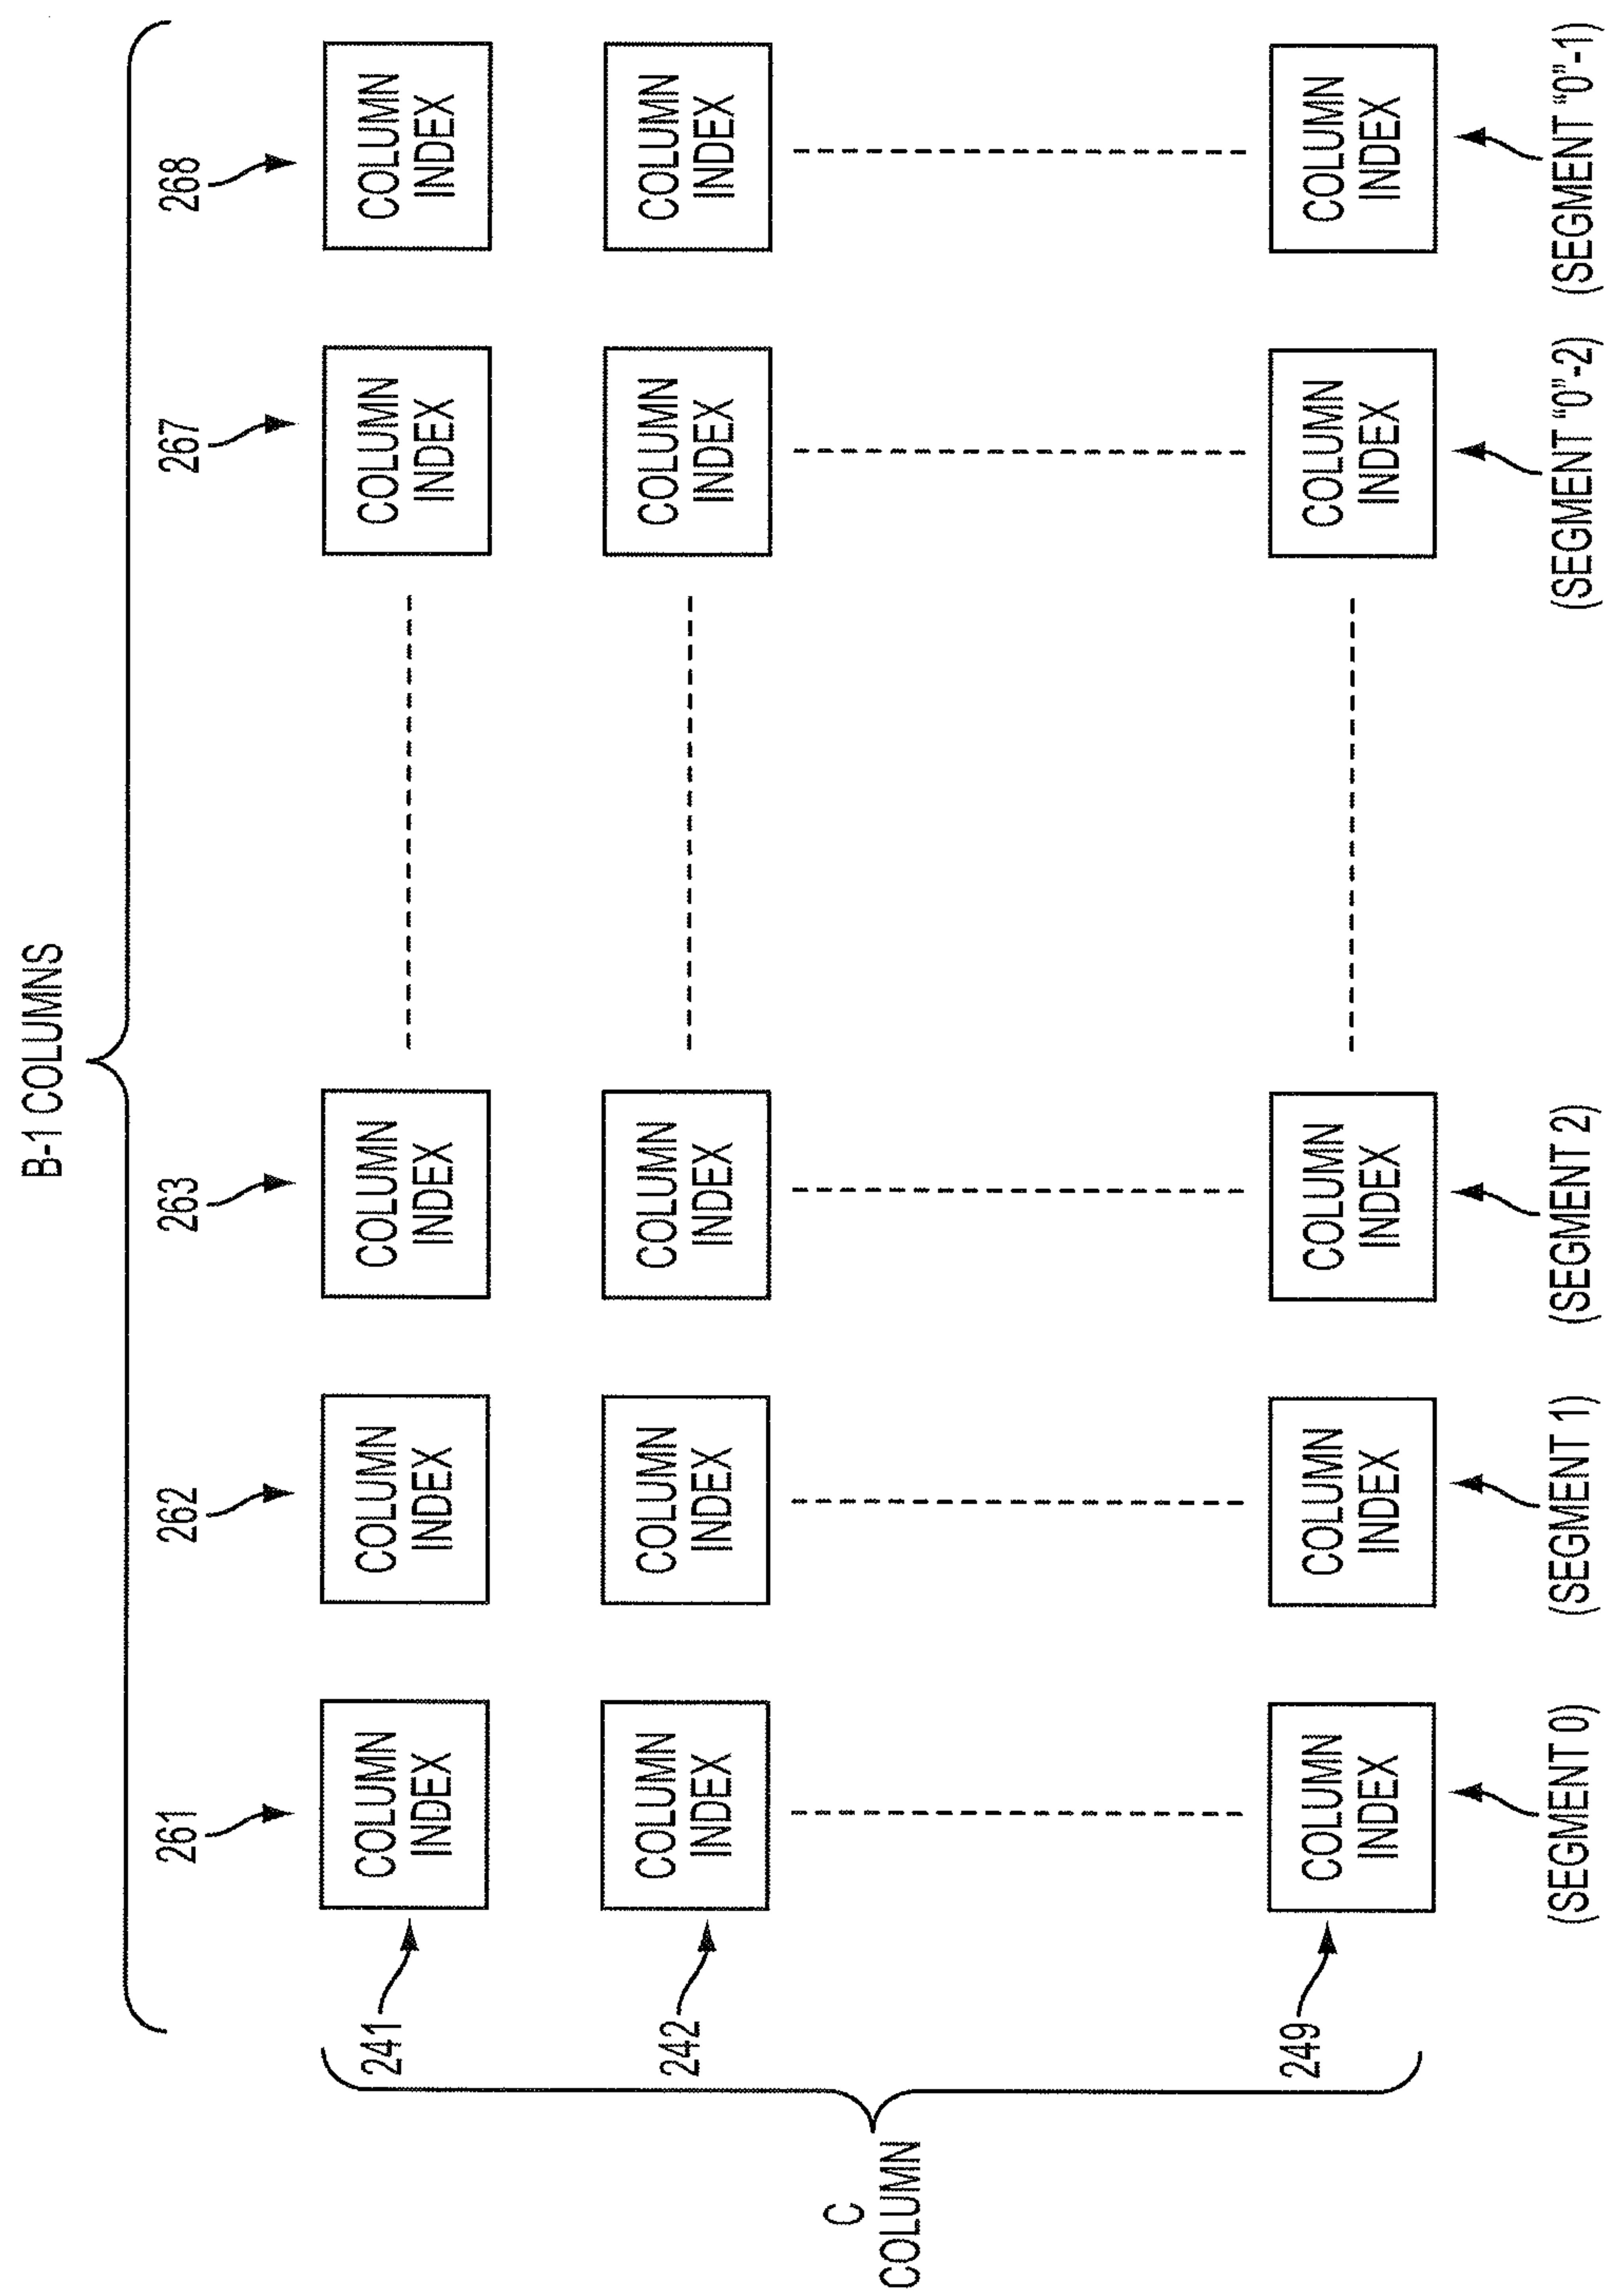 B-1 COLUMNS
261
262
263
267
268
C
COLUMN
241
COLUMN
INDEX
COLUMN
INDEX
COLUMN
INDEX
COLUMN
INDEX
COLUMN
INDEX
242
COLUMN
INDEX
COLUMN
INDEX
COLUMN
INDEX
COLUMN
INDEX
COLUMN
INDEX
249
COLUMN
INDEX
COLUMN
INDEX
COLUMN
INDEX
COLUMN
INDEX
COLUMN
INDEX
(SEGMENT 0)
(SEGMENT 1)
(SEGMENT 2)
(SEGMENT "0"-2)
(SEGMENT "0"-1)